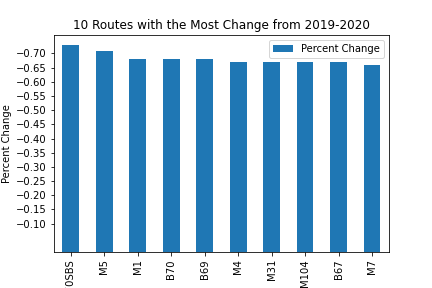 10 Routes with the Most Change from 2019-2020
Percent Change
Percent Change
−0.70
−0.65
−0.60
−0.55
−0.50
−0.45
−0.40
−0.35
−0.30
−0.25
−0.20
−0.15
−0.10
0SBS
M5
M1
B70
B69
M4
M31
M104
B67
M7